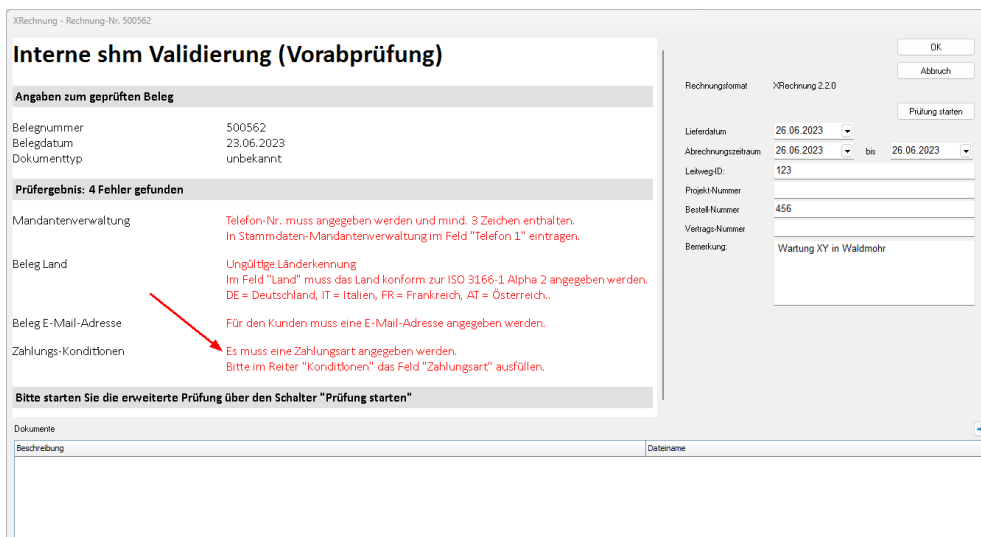 XRechnung - Rechnung-Nr. 500562
Interne shm Validierung (Vorabprüfung)
Angaben zum geprüften Beleg
Belegnummer 500562
Belegdatum 23.06.2023
Dokumenttyp unbekannt
Prüfergebnis: 4 Fehler gefunden
Mandantenverwaltung Telefon-Nr. muss angegeben werden und mind. 3 Zeichen enthalten.
In Stammdaten-Mandantenverwaltung im Feld "Telefon 1" eintragen.
Beleg Land Ungültige Länderkennung
Im Feld "Land" muss das Land konform zur ISO 3166-1 Alpha 2 angegeben werden.
DE = Deutschland, IT = Italien, FR = Frankreich, AT = Österreich..
Beleg E-Mail-Adresse Für den Kunden muss eine E-Mail-Adresse angegeben werden.
Zahlungs-Konditionen Es muss eine Zahlungsart angegeben werden.
Bitte im Reiter "Konditionen" das Feld "Zahlungsart" ausfüllen.
Bitte starten Sie die erweiterte Prüfung über den Schalter "Prüfung starten"
OK
Abbruch
Rechnungsformat XRechnung 2.2.0
Prüfung starten
Lieferdatum 26.06.2023
Abrechnungszeitraum 26.06.2023 bis 26.06.2023
Leitweg-ID: 123
Projekt-Nummer
Bestell-Nummer 456
Vertrags-Nummer
Bemerkung: Wartung XY in Waldmohr
Dokumente
Beschreibung Dateiname